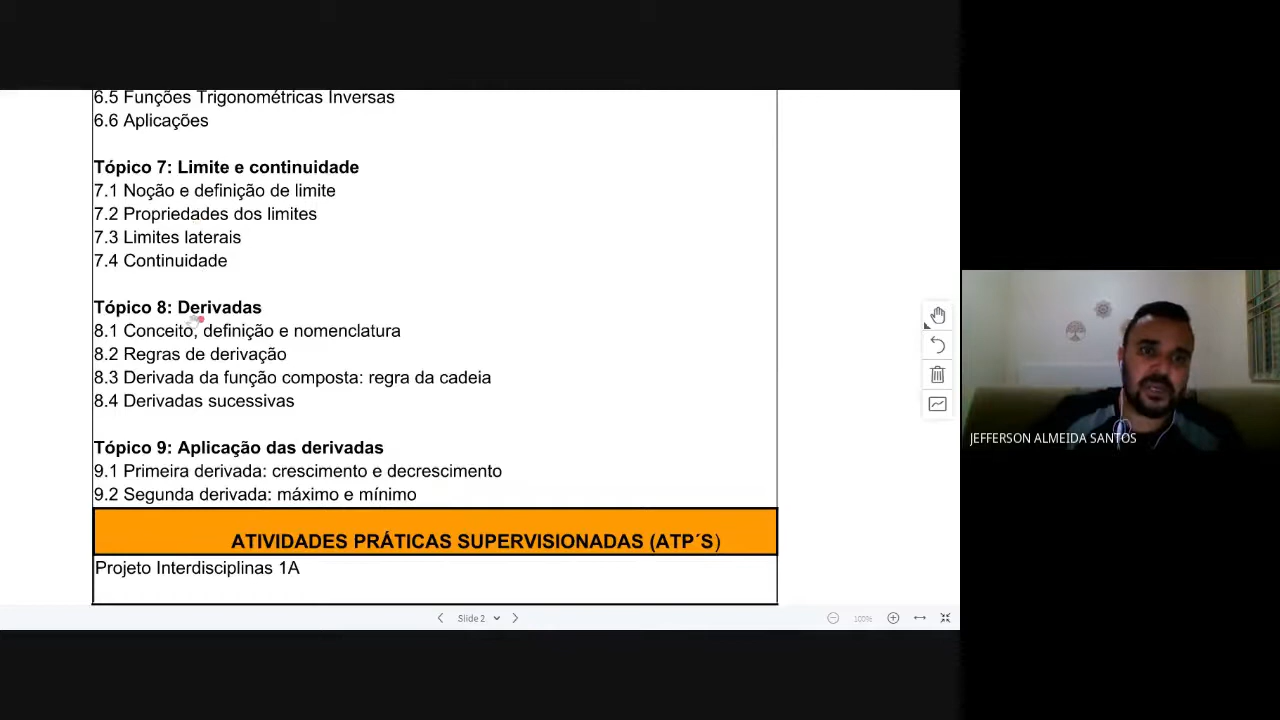 6.5 Funções Trigonométricas Inversas
6.6 Aplicações
Tópico 7: Limite e continuidade
7.1 Noção e definição de limite
7.2 Propriedades dos limites
7.3 Limites laterais
7.4 Continuidade
Tópico 8: Derivadas
8.1 Conceito, definição e nomenclatura
8.2 Regras de derivação
8.3 Derivada da função composta: regra da cadeia
8.4 Derivadas sucessivas
Tópico 9: Aplicação das derivadas
9.1 Primeira derivada: crescimento e decrescimento
9.2 Segunda derivada: máximo e mínimo
ATIVIDADES PRÁTICAS SUPERVISIONADAS (ATP´S)
Projeto Interdisciplinas 1A
Slide 2
100%
JEFFERSON ALMEIDA SANTOS